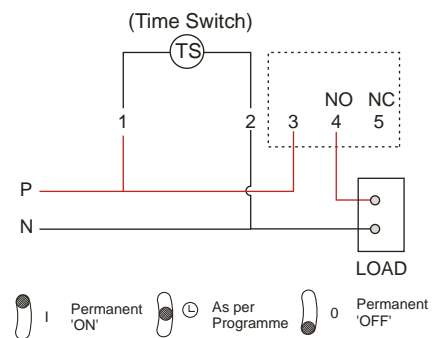 (Time Switch)
TS
NO NC
1 2 3 4 5
P
N
LOAD
I Permanent 'ON'
As per Programme
0 Permanent 'OFF'